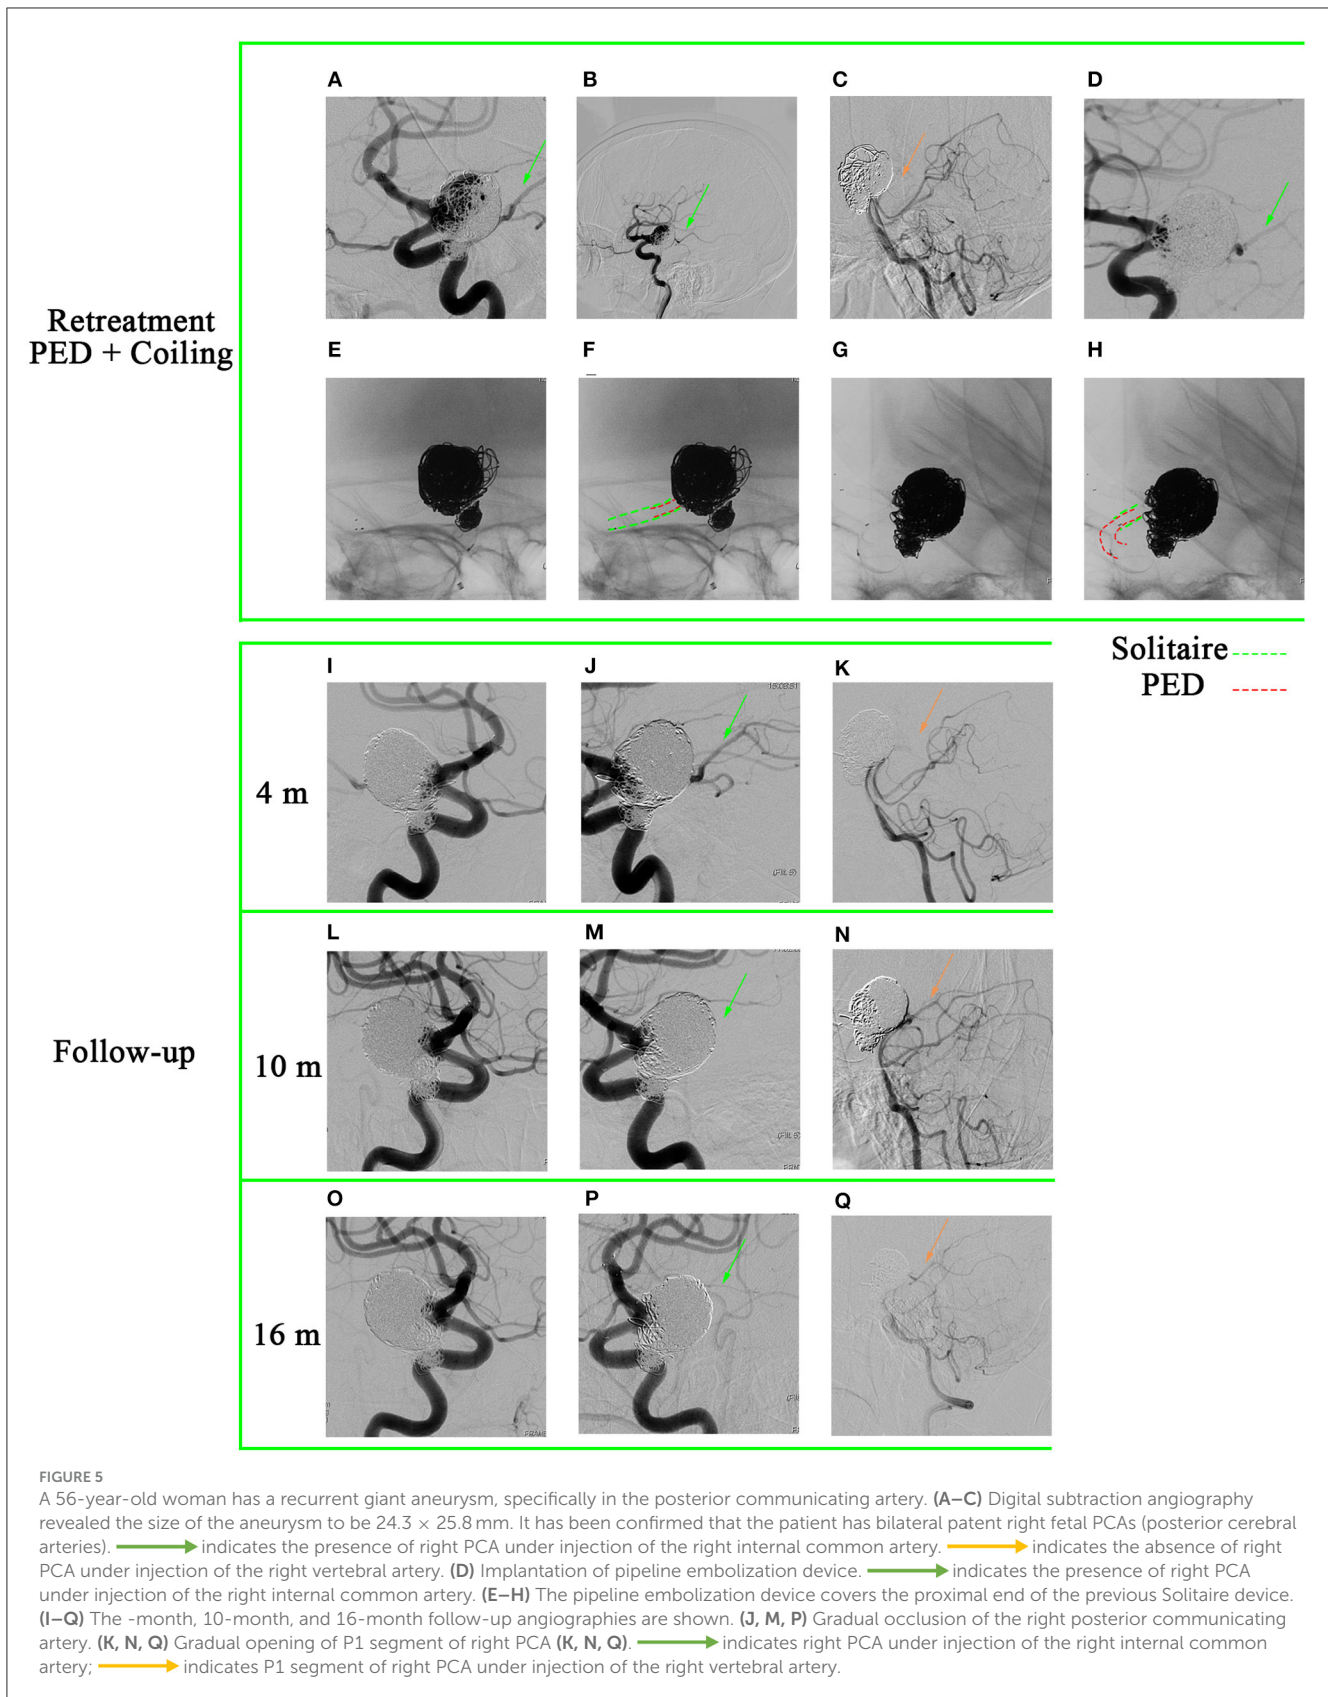 A
B
C
D
Retreatment
PED + Coiling
E
F
G
H
Solitaire
PED
I
J
K
15:03:51
(FIL 5)
4 m
L
M
N
(FIL 5)
Follow-up
10 m
O
P
Q
16 m
FRAME
FIGURE 5
A 56-year-old woman has a recurrent giant aneurysm, specifically in the posterior communicating artery. (A–C) Digital subtraction angiography
revealed the size of the aneurysm to be 24.3 × 25.8 mm. It has been confirmed that the patient has bilateral patent right fetal PCAs (posterior cerebral
arteries). indicates the presence of right PCA under injection of the right internal common artery. indicates the absence of right
PCA under injection of the right vertebral artery. (D) Implantation of pipeline embolization device. indicates the presence of right PCA
under injection of the right internal common artery. (E–H) The pipeline embolization device covers the proximal end of the previous Solitaire device.
(I–Q) The -month, 10-month, and 16-month follow-up angiographies are shown. (J, M, P) Gradual occlusion of the right posterior communicating
artery. (K, N, Q) Gradual opening of P1 segment of right PCA (K, N, Q). indicates right PCA under injection of the right internal common
artery; indicates P1 segment of right PCA under injection of the right vertebral artery.